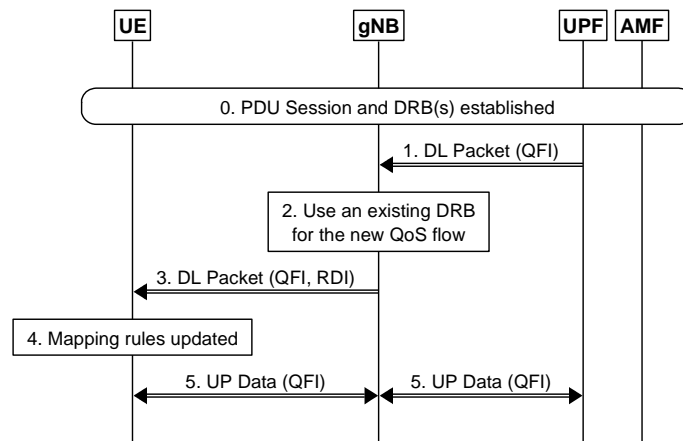 UE
gNB
UPF
AMF
0. PDU Session and DRB(s) established
1. DL Packet (QFI)
2. Use an existing DRB
for the new QoS flow
3. DL Packet (QFI, RDI)
4. Mapping rules updated
5. UP Data (QFI)
5. UP Data (QFI)